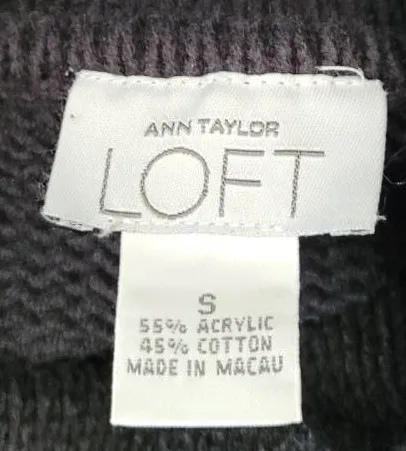 ANN TAYLOR
LOFT
S
55% ACRYLIC
45% COTTON
MADE IN MACAU